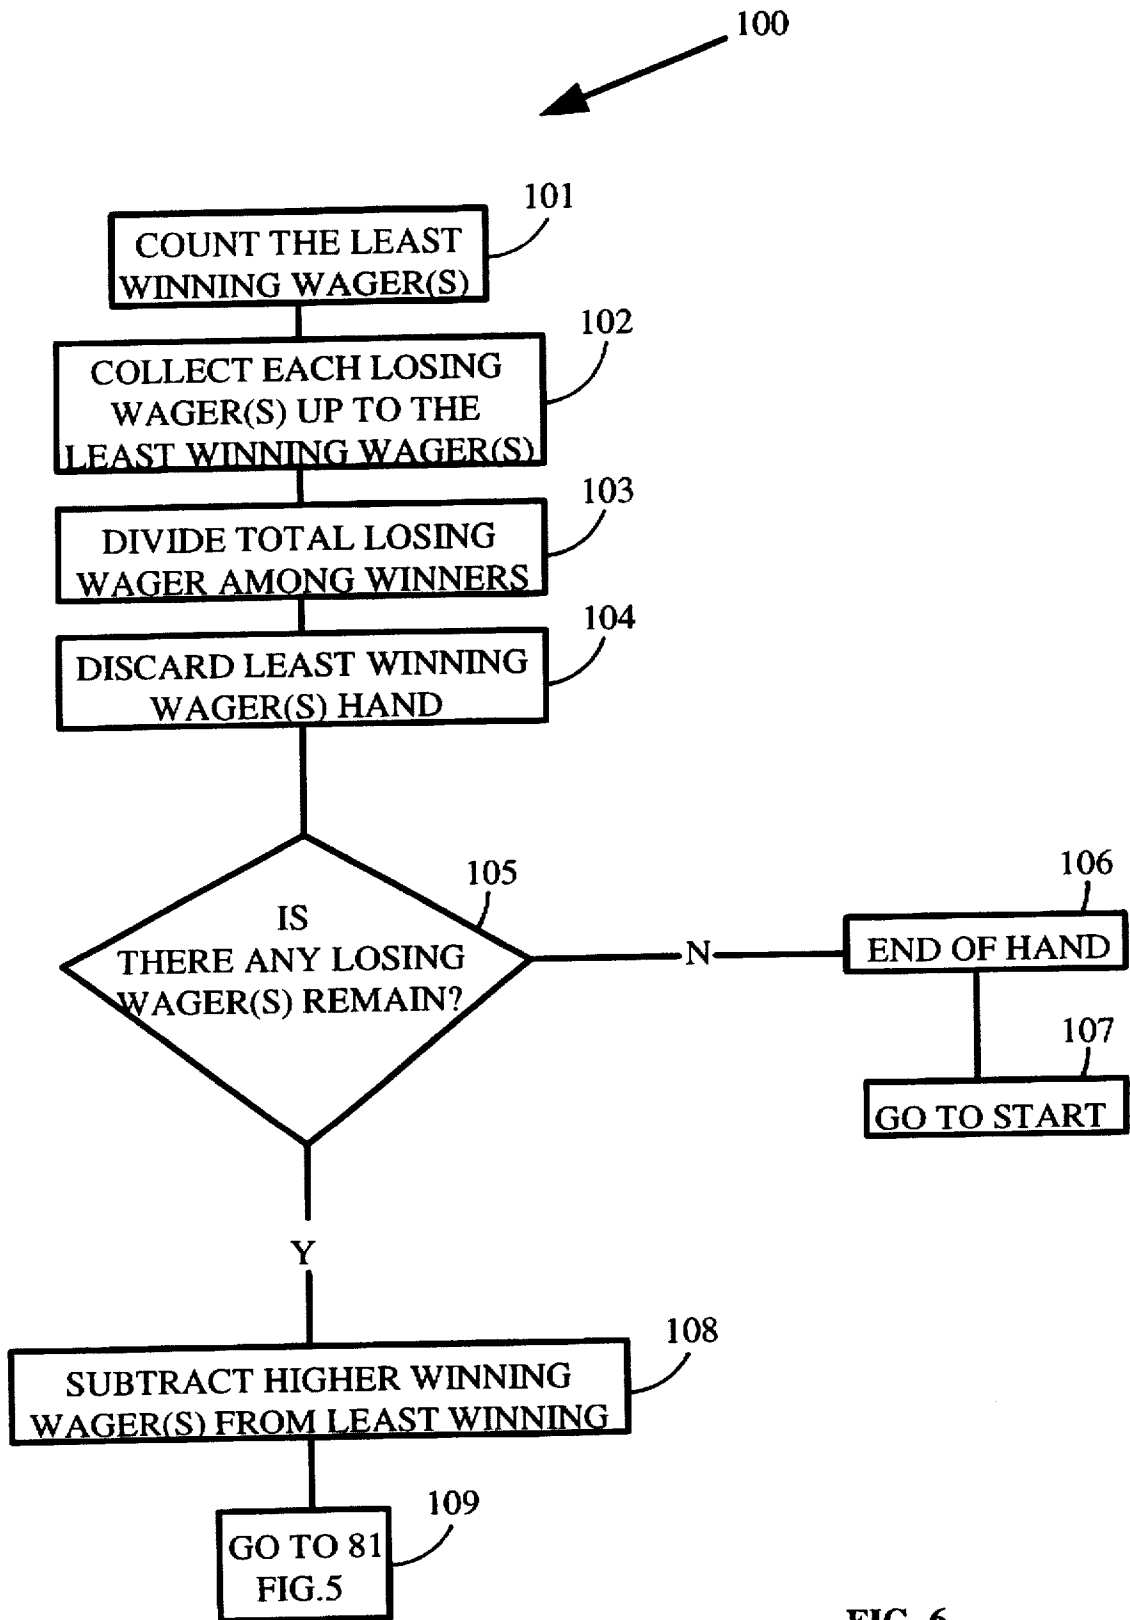 100
101
COUNT THE LEAST
WINNING WAGER(S)
102
COLLECT EACH LOSING
WAGER(S) UP TO THE
LEAST WINNING WAGER(S)
103
DIVIDE TOTAL LOSING
WAGER AMONG WINNERS
104
DISCARD LEAST WINNING
WAGER(S) HAND
105
IS
THERE ANY LOSING
WAGER(S) REMAIN?
N
106
END OF HAND
107
GO TO START
Y
108
SUBTRACT HIGHER WINNING
WAGER(S) FROM LEAST WINNING
109
GO TO 81
FIG.5
FIG. 6